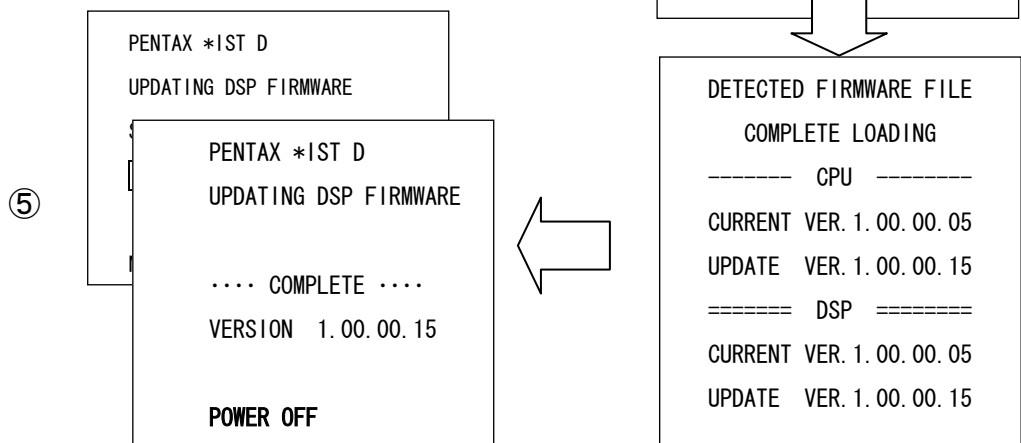 PENTAX *IST D
UPDATING DSP FIRMWARE
⑤
PENTAX *IST D
UPDATING DSP FIRMWARE
···· COMPLETE ····
VERSION 1.00.00.15
POWER OFF
DETECTED FIRMWARE FILE
COMPLETE LOADING
------- CPU --------
CURRENT VER.1.00.00.05
UPDATE VER.1.00.00.15
======= DSP ========
CURRENT VER.1.00.00.05
UPDATE VER.1.00.00.15